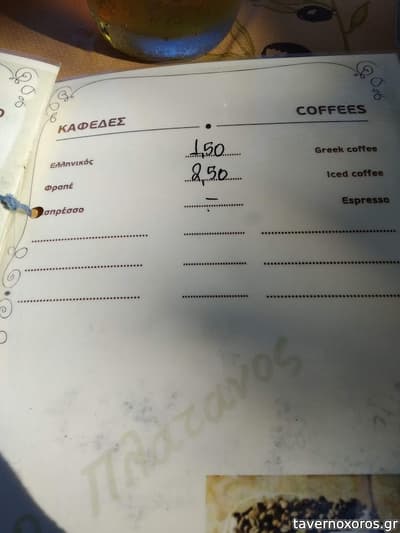 ΚΑΦΕΔΕΣ COFFEES
Ελληνικός 1,50 Greek coffee
Φραπέ 2,50 Iced coffee
σπρέσσο - Espresso
Πλάτανος
tavernoxoros.gr